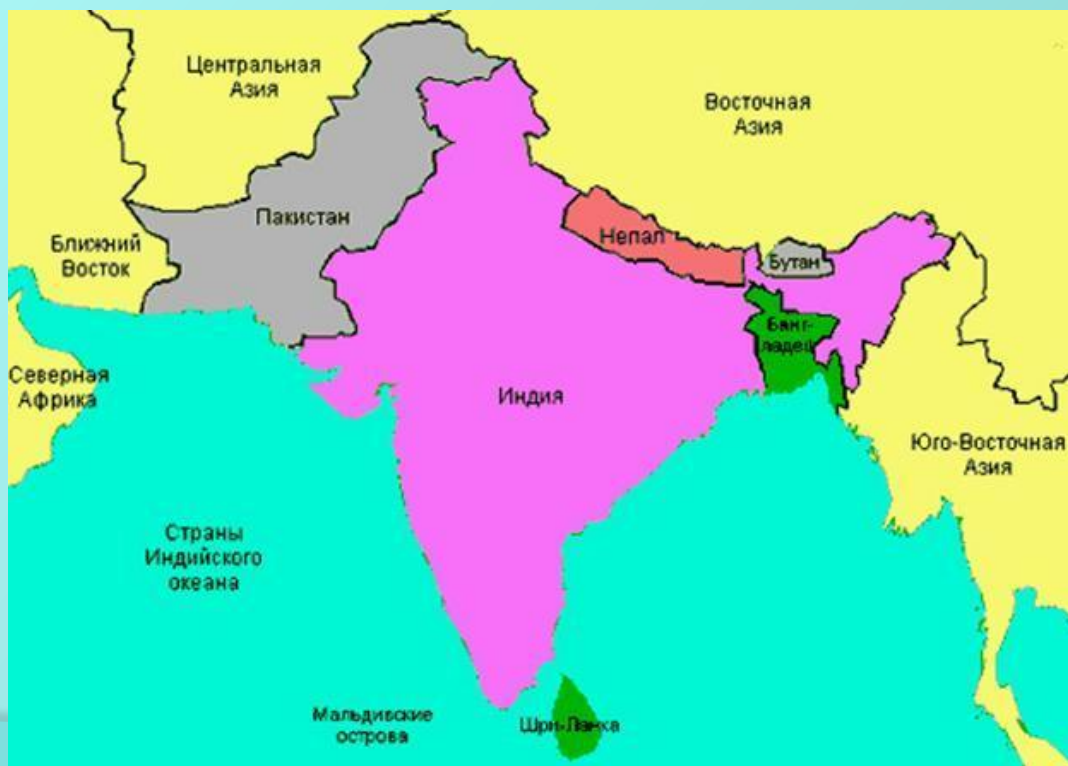 Центральная
Азия
Восточная
Азия
Пакистан
Ближний
Восток
Непал
Бутан
Банг-
ладеш
Северная
Африка
Индия
Юго-Восточная
Азия
Страны
Индийского
океана
Мальдивские
острова
Шри-Ланка